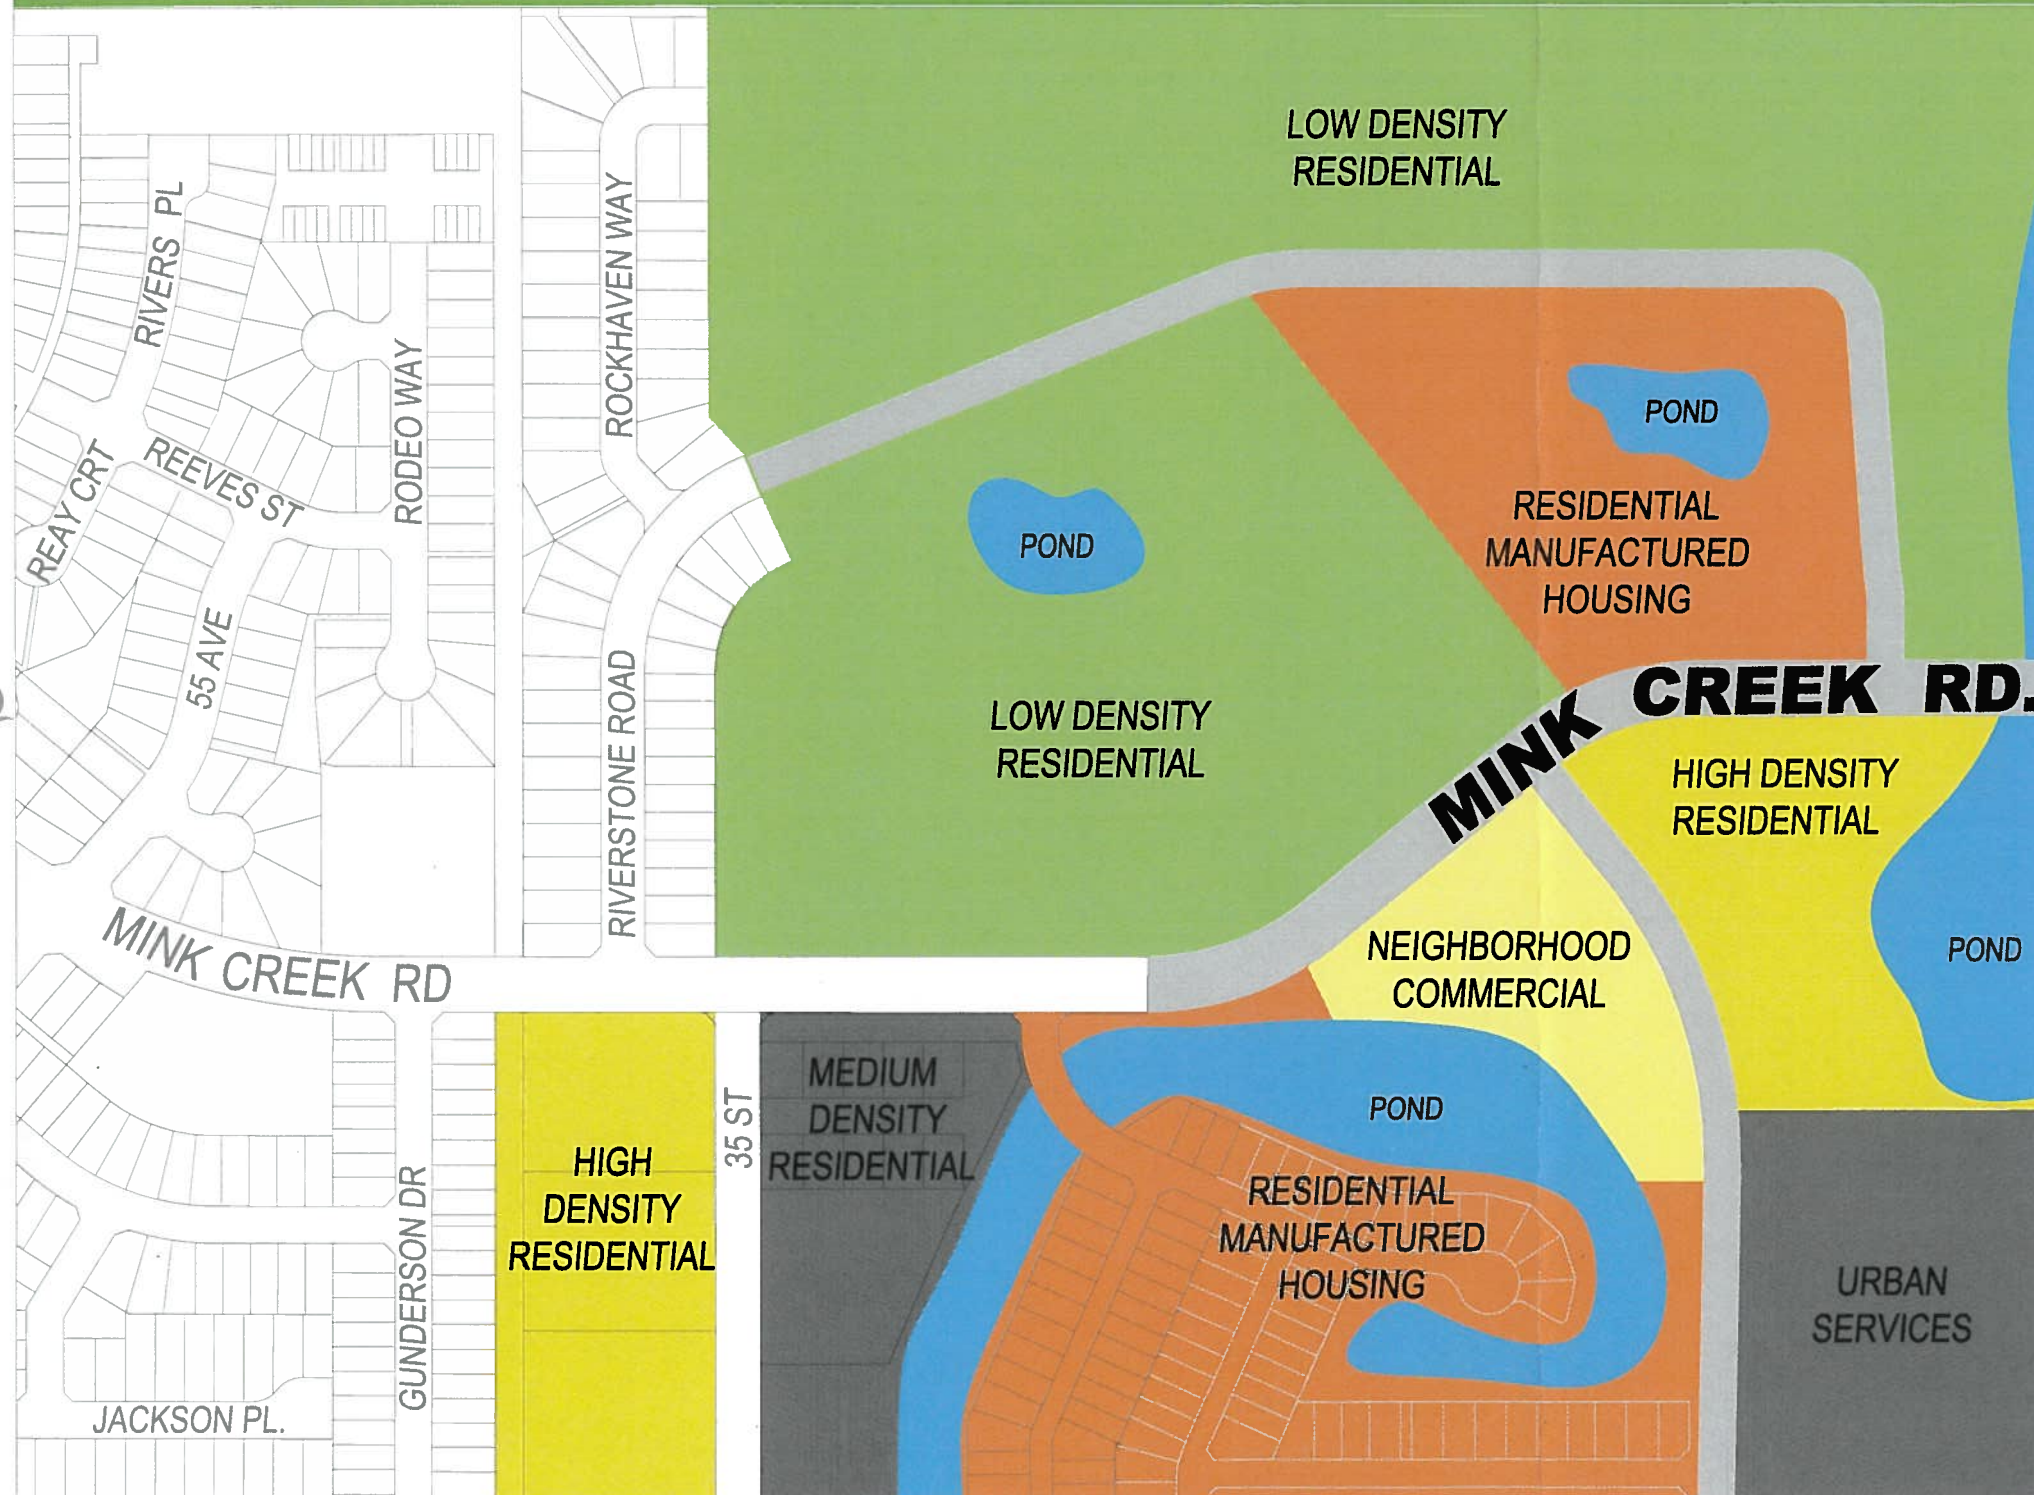 LOW DENSITY
RESIDENTIAL
RIVERS PL
ROCKHAVEN WAY
RODEO WAY
POND
REEVES ST
REAY CRT
POND
RESIDENTIAL
MANUFACTURED
HOUSING
55 AVE
RIVERSTONE ROAD
LOW DENSITY
RESIDENTIAL
MINK CREEK RD.
HIGH DENSITY
RESIDENTIAL
MINK CREEK RD
NEIGHBORHOOD
COMMERCIAL
POND
MEDIUM
DENSITY
RESIDENTIAL
35 ST
POND
HIGH
DENSITY
RESIDENTIAL
GUNDERSON DR
RESIDENTIAL
MANUFACTURED
HOUSING
URBAN
SERVICES
JACKSON PL.